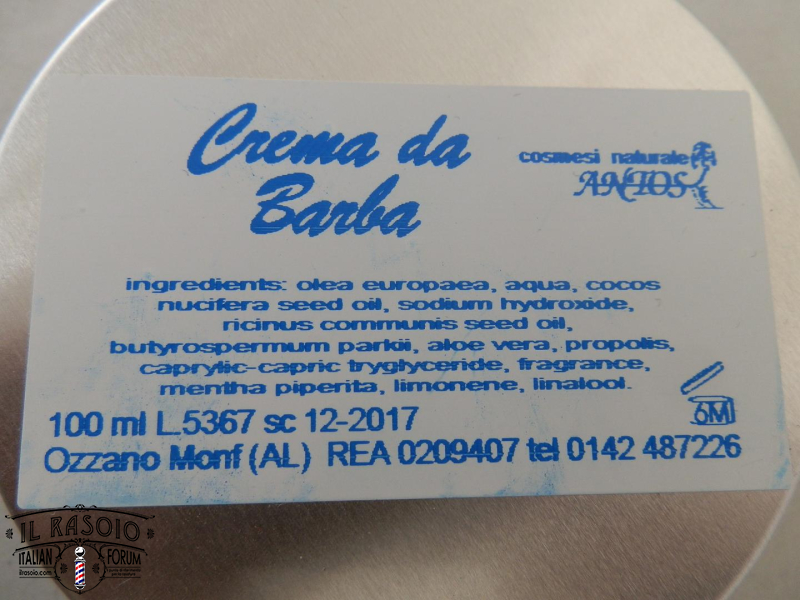 Crema da
Barba
cosmesi naturale
ANTOS
ingredients: olea europaea, aqua, cocos
nucifera seed oil, sodium hydroxide,
ricinus communis seed oil,
butyrospermum parkii, aloe vera, propolis,
caprylic-capric tryglyceride, fragrance,
mentha piperita, limonene, linalool.
6M
100 ml L.5367 sc 12-2017
Ozzano Monf (AL) REA 0209407 tel 0142 487226
IL RASOIO
ITALIAN FORUM
ilrasoio.com